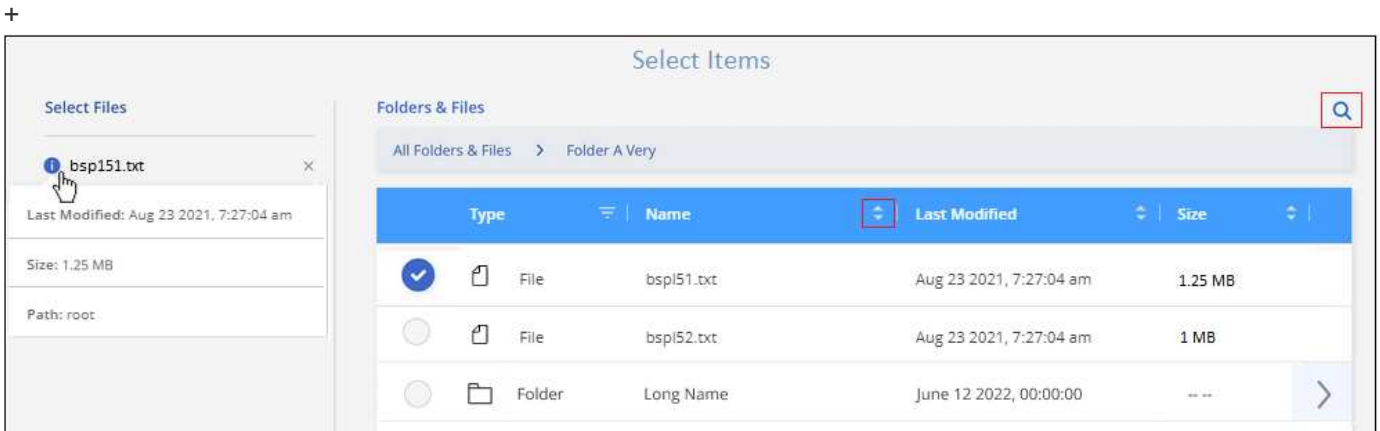 +
Select Items
Select Files
bsp151.txt ×
Last Modified: Aug 23 2021, 7:27:04 am
Size: 1.25 MB
Path: root
Folders & Files
All Folders & Files > Folder A Very
Type Name Last Modified Size
File bspl51.txt Aug 23 2021, 7:27:04 am 1.25 MB
File bspl52.txt Aug 23 2021, 7:27:04 am 1 MB
Folder Long Name June 12 2022, 00:00:00 -- --